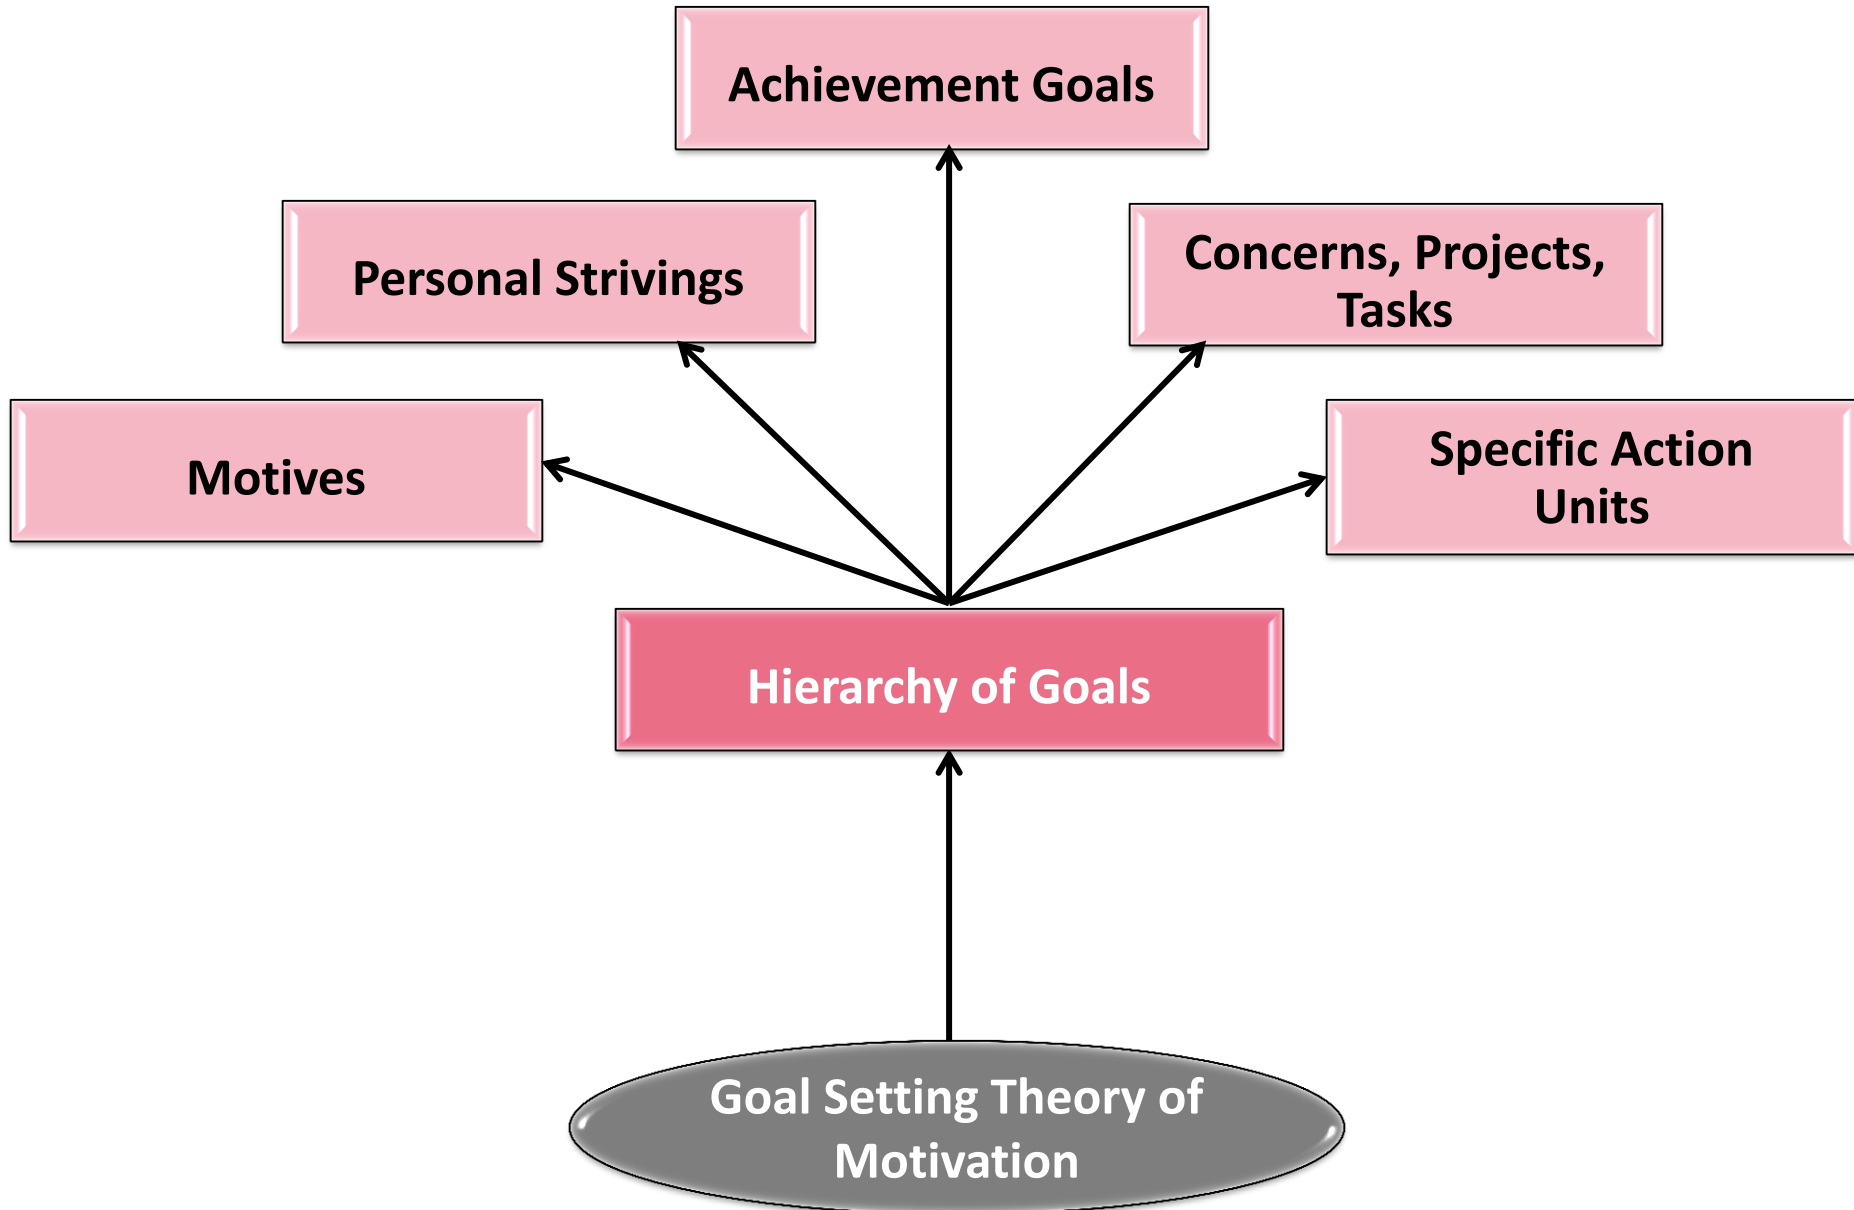 Achievement Goals
Personal Strivings
Concerns, Projects,
Tasks
Motives
Specific Action
Units
Hierarchy of Goals
Goal Setting Theory of
Motivation